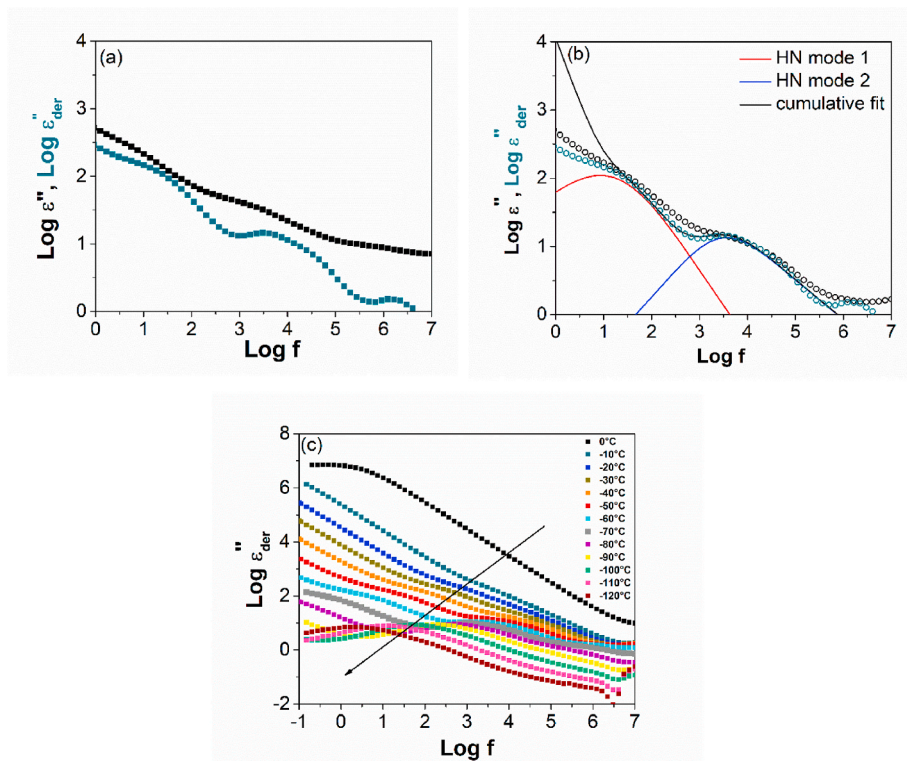 (a)
4
3
2
1
0
0 1 2 3 4 5 6 7
Log ε", Log ε"der
Log f
(b)
HN mode 1
HN mode 2
cumulative fit
4
3
2
1
0
0 1 2 3 4 5 6 7
Log ε", Log ε"der
Log f
(c)
0°C
-10°C
-20°C
-30°C
-40°C
-50°C
-60°C
-70°C
-80°C
-90°C
-100°C
-110°C
-120°C
8
6
4
2
0
-2
-1 0 1 2 3 4 5 6 7
Log ε"der
Log f